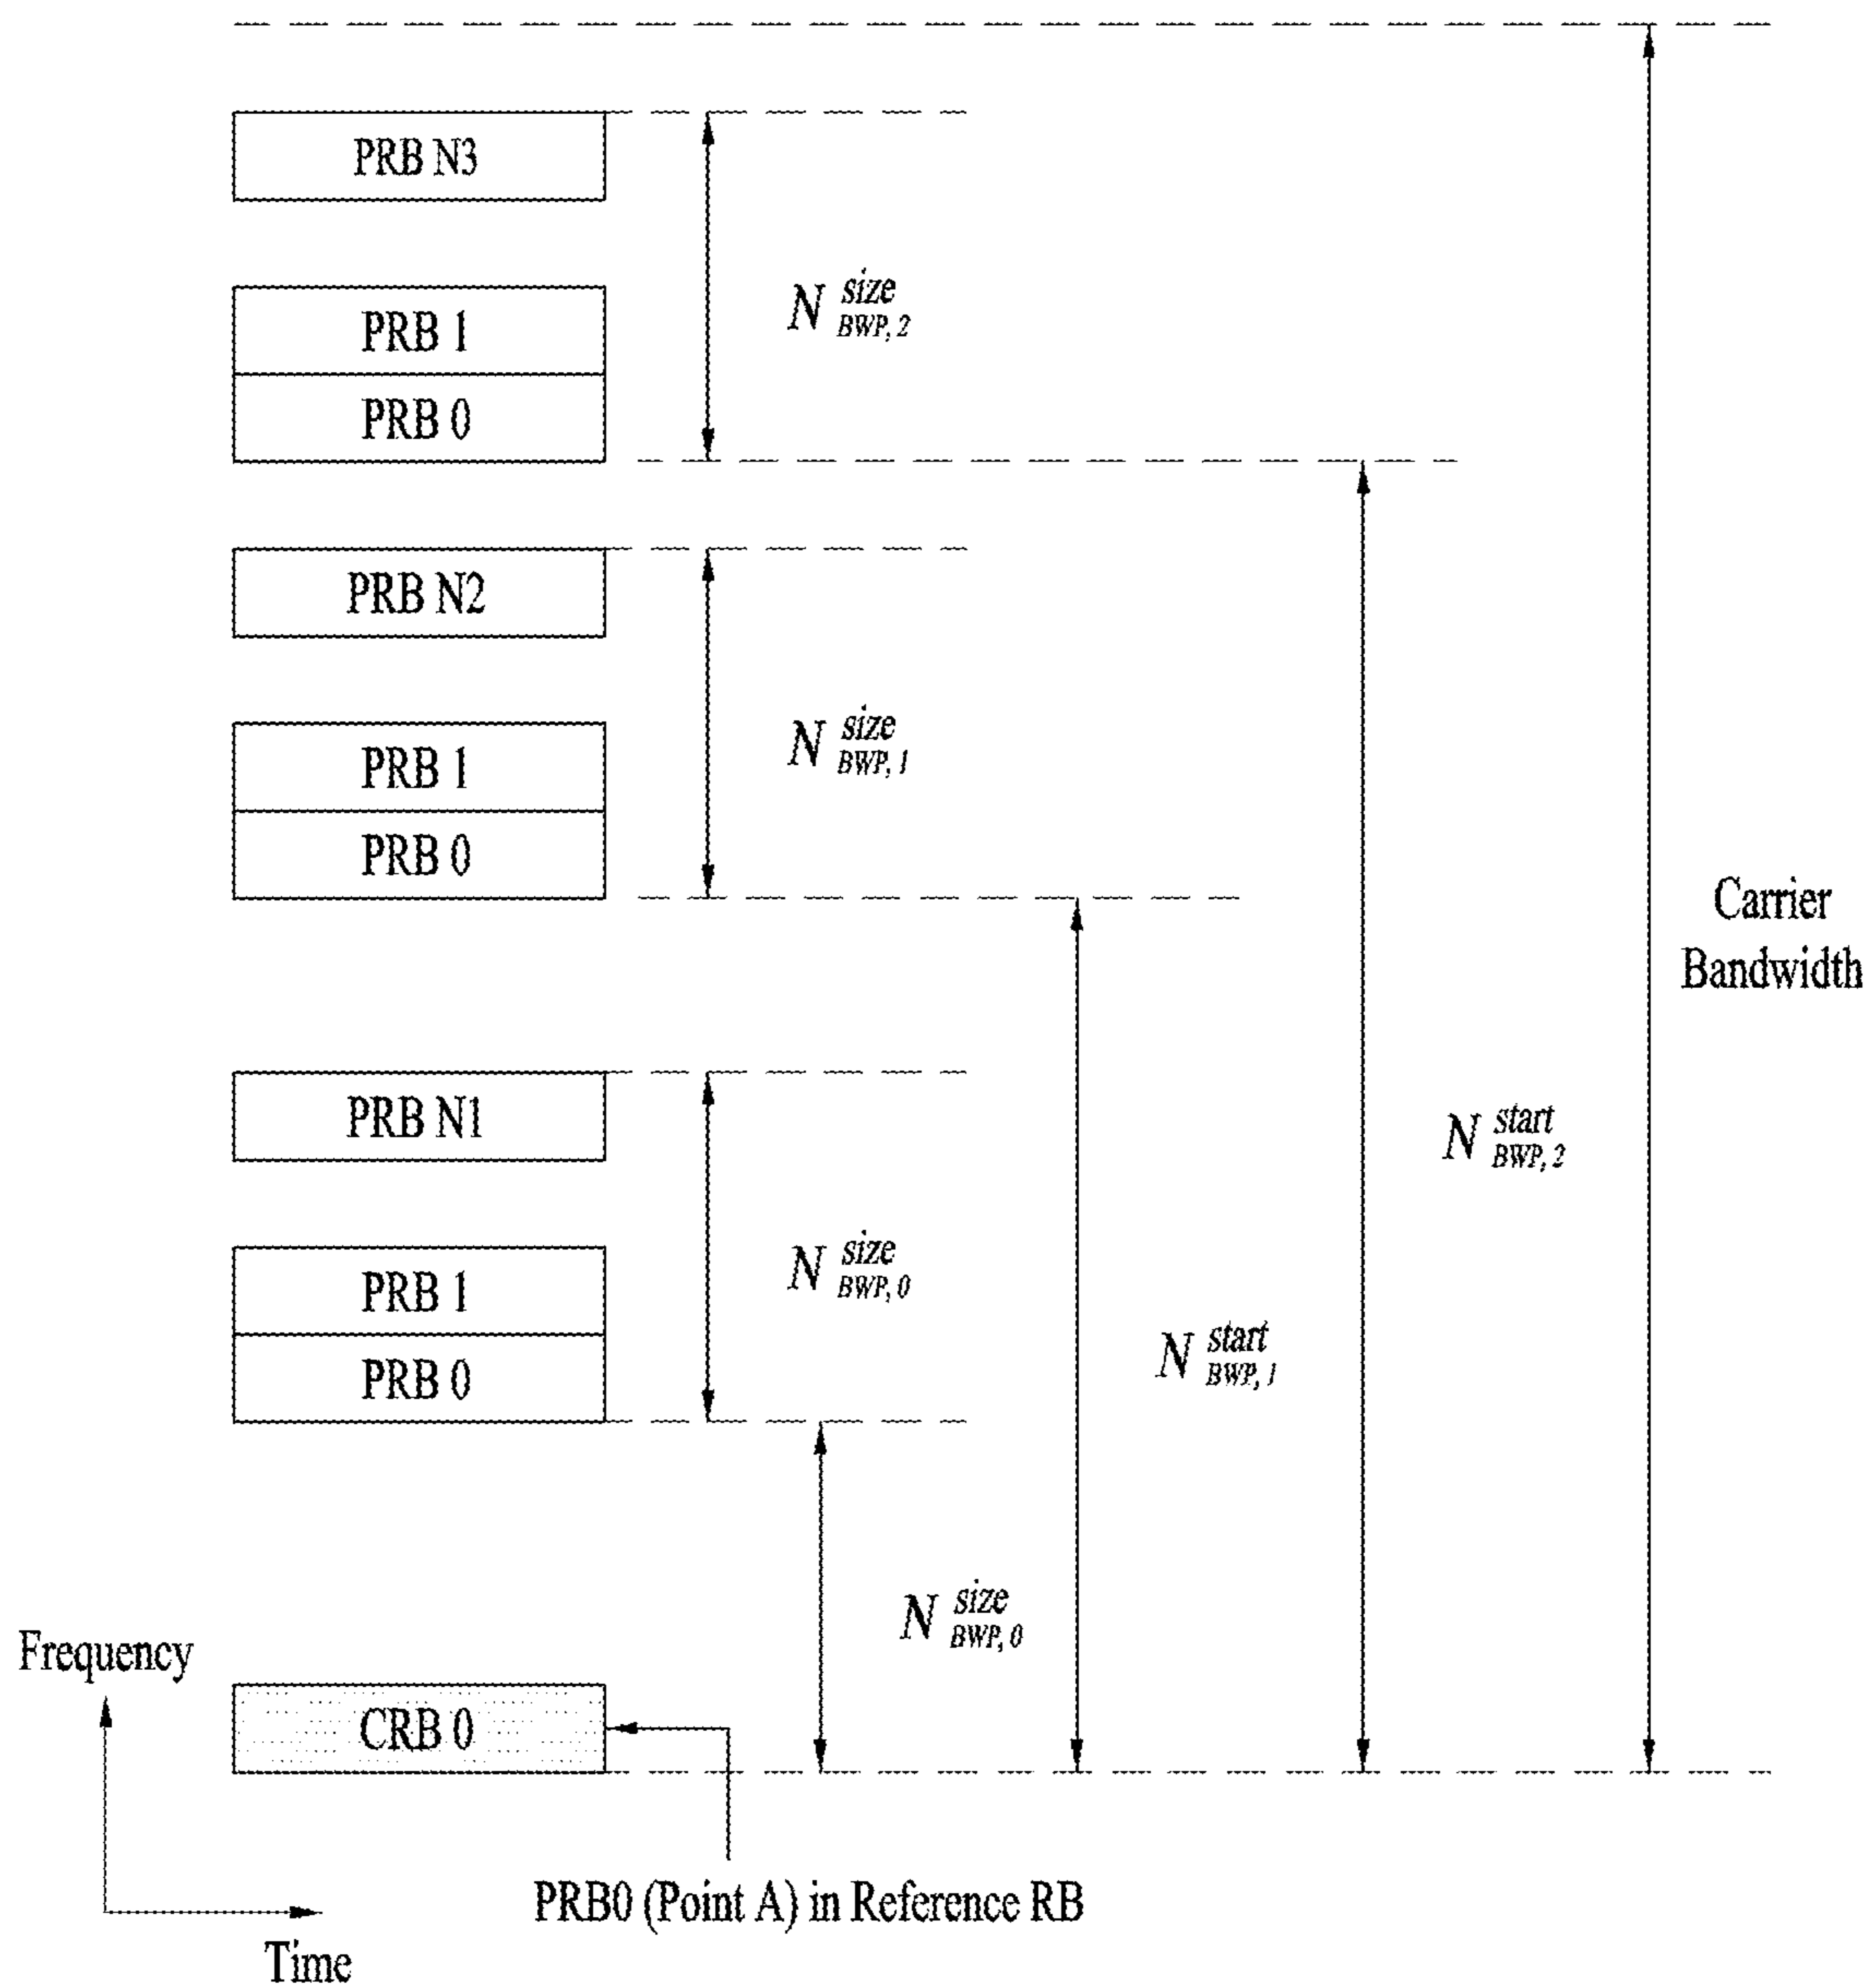 PRB N3
N size BWP, 2
PRB 1
PRB 0
PRB N2
N size BWP, 1
PRB 1
PRB 0
Carrier
Bandwidth
PRB N1
N start BWP, 2
N size BWP, 0
PRB 1
N start BWP, 1
PRB 0
N size BWP, 0
Frequency
CRB 0
PRB0 (Point A) in Reference RB
Time